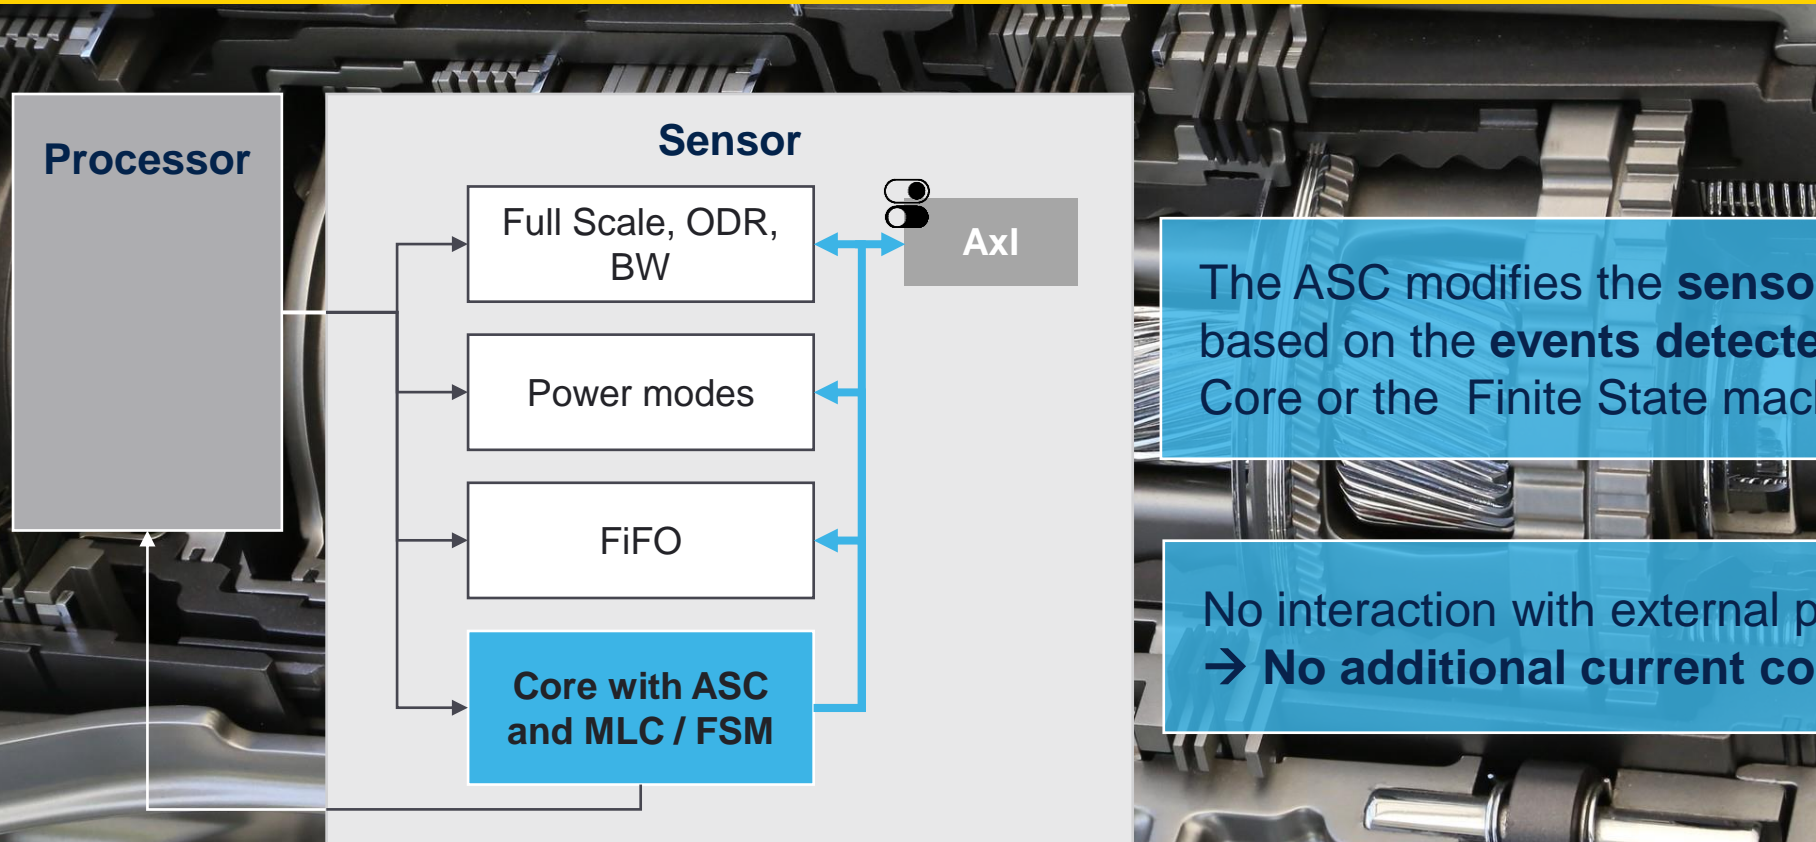 Processor
Sensor
Full Scale, ODR,
BW
Axl
Power modes
FiFO
Core with ASC
and MLC / FSM
The ASC modifies the
based on the events
Core or the Finite State
No interaction with external
→ No additional current